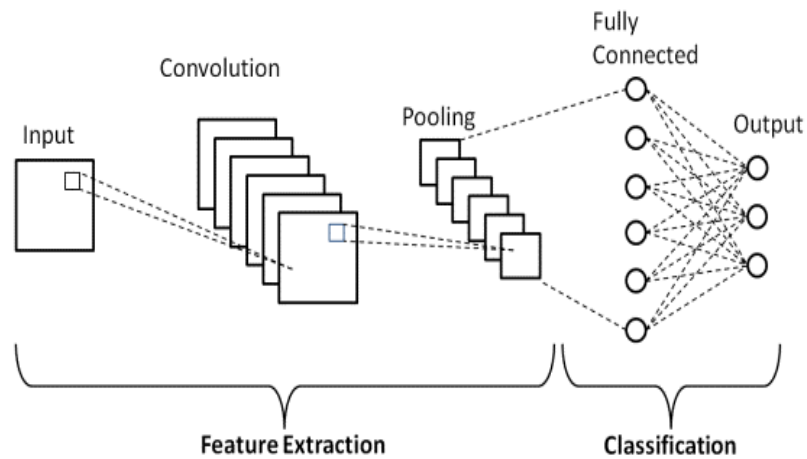 Input
Convolution
Pooling
Fully
Connected
Output
Feature Extraction
Classification